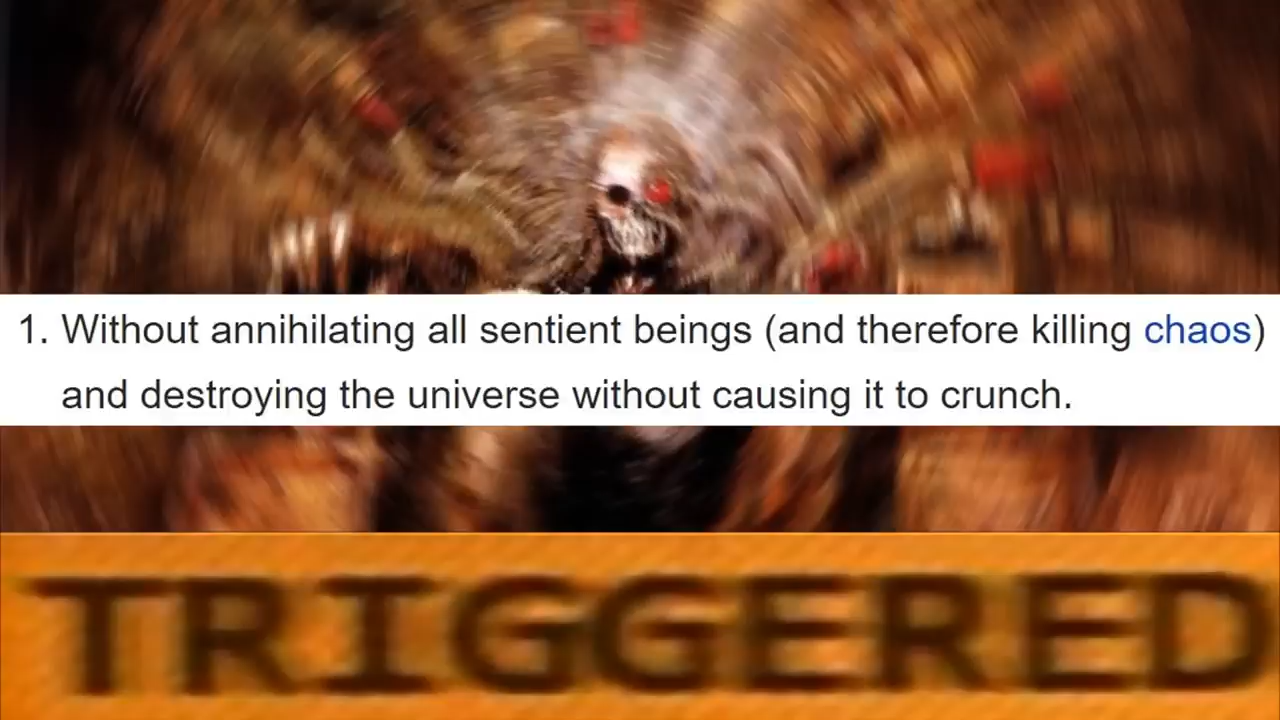 1. Without annihilating all sentient beings (and therefore killing chaos)
and destroying the universe without causing it to crunch.
TRIGGERED